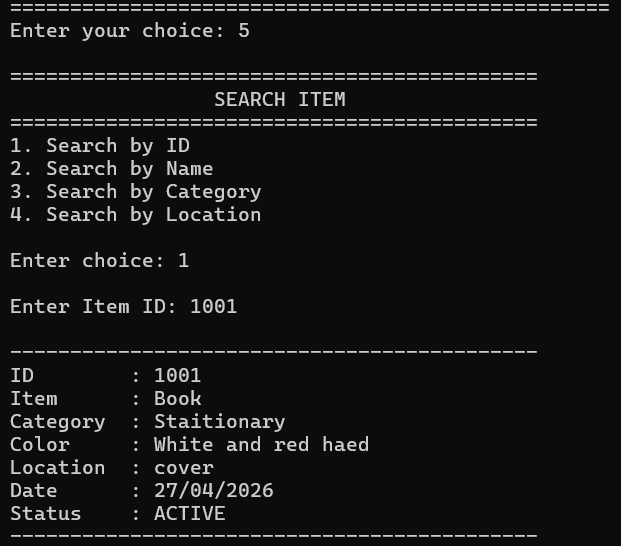 ==================================================
Enter your choice: 5
============================================
SEARCH ITEM
============================================
1. Search by ID
2. Search by Name
3. Search by Category
4. Search by Location
Enter choice: 1
Enter Item ID: 1001
--------------------------------------------
ID        : 1001
Item      : Book
Category  : Staitionary
Color     : White and red haed
Location  : cover
Date      : 27/04/2026
Status    : ACTIVE
--------------------------------------------